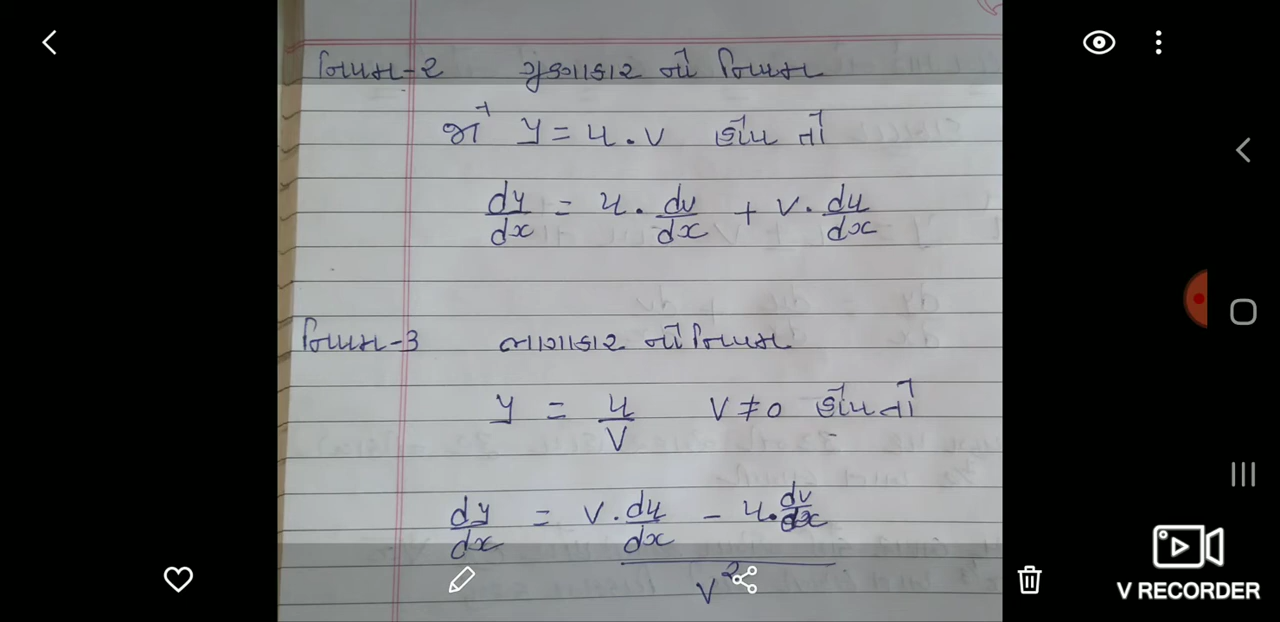 નિયમ-2 ગુણાકાર નો નિયમ
જો y = u . v હોય તો
dy/dx = u . dv/dx + v . du/dx
નિયમ-3 ભાગાકાર નો નિયમ
y = u/v v ≠ 0 હોય તો
dy/dx = v . du/dx - u . dv/dx
v²
V RECORDER